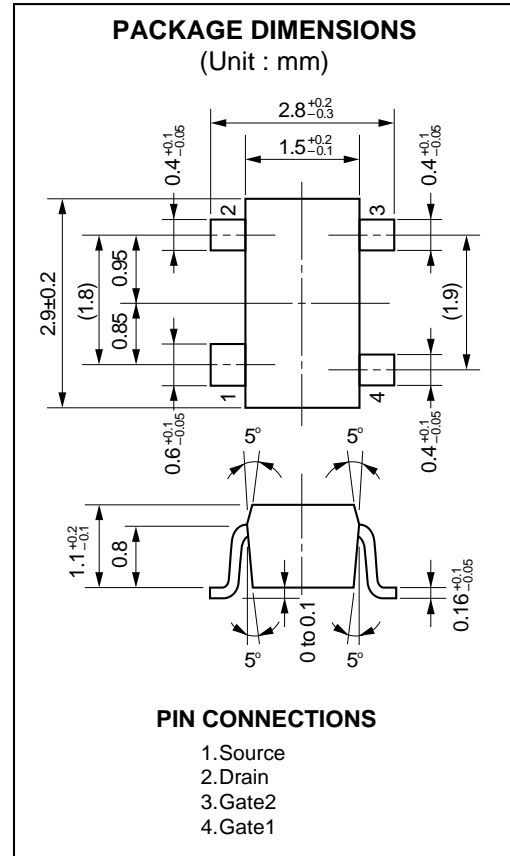 PACKAGE DIMENSIONS
(Unit : mm)
2.8 +0.2 −0.3
1.5 +0.2 −0.1
0.4 +0.1 −0.05
0.4 +0.1 −0.05
2
3
2.9±0.2
(1.8)
0.95
0.85
(1.9)
1
4
0.6 +0.1 −0.05
0.4 +0.1 −0.05
5°
5°
1.1 +0.2 −0.1
0.8
0 to 0.1
0.16 +0.1 −0.05
5°
5°
PIN CONNECTIONS
1.Source
2.Drain
3.Gate2
4.Gate1